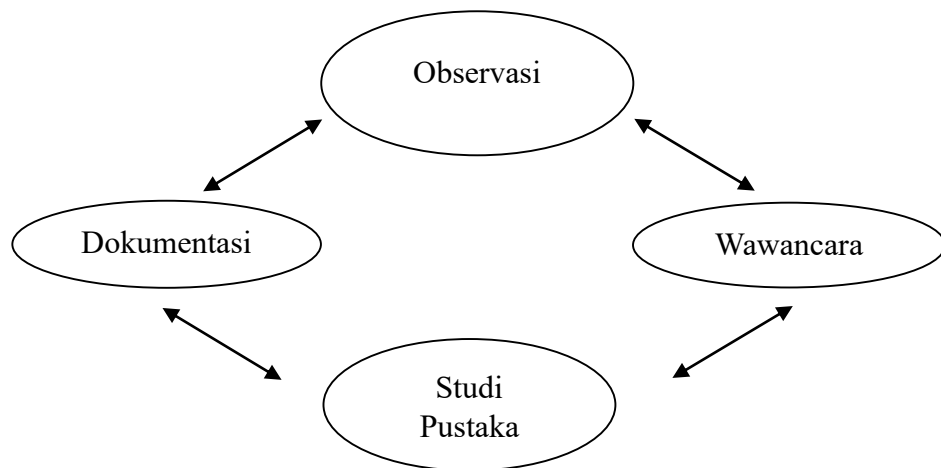 Observasi
Dokumentasi
Wawancara
Studi
Pustaka